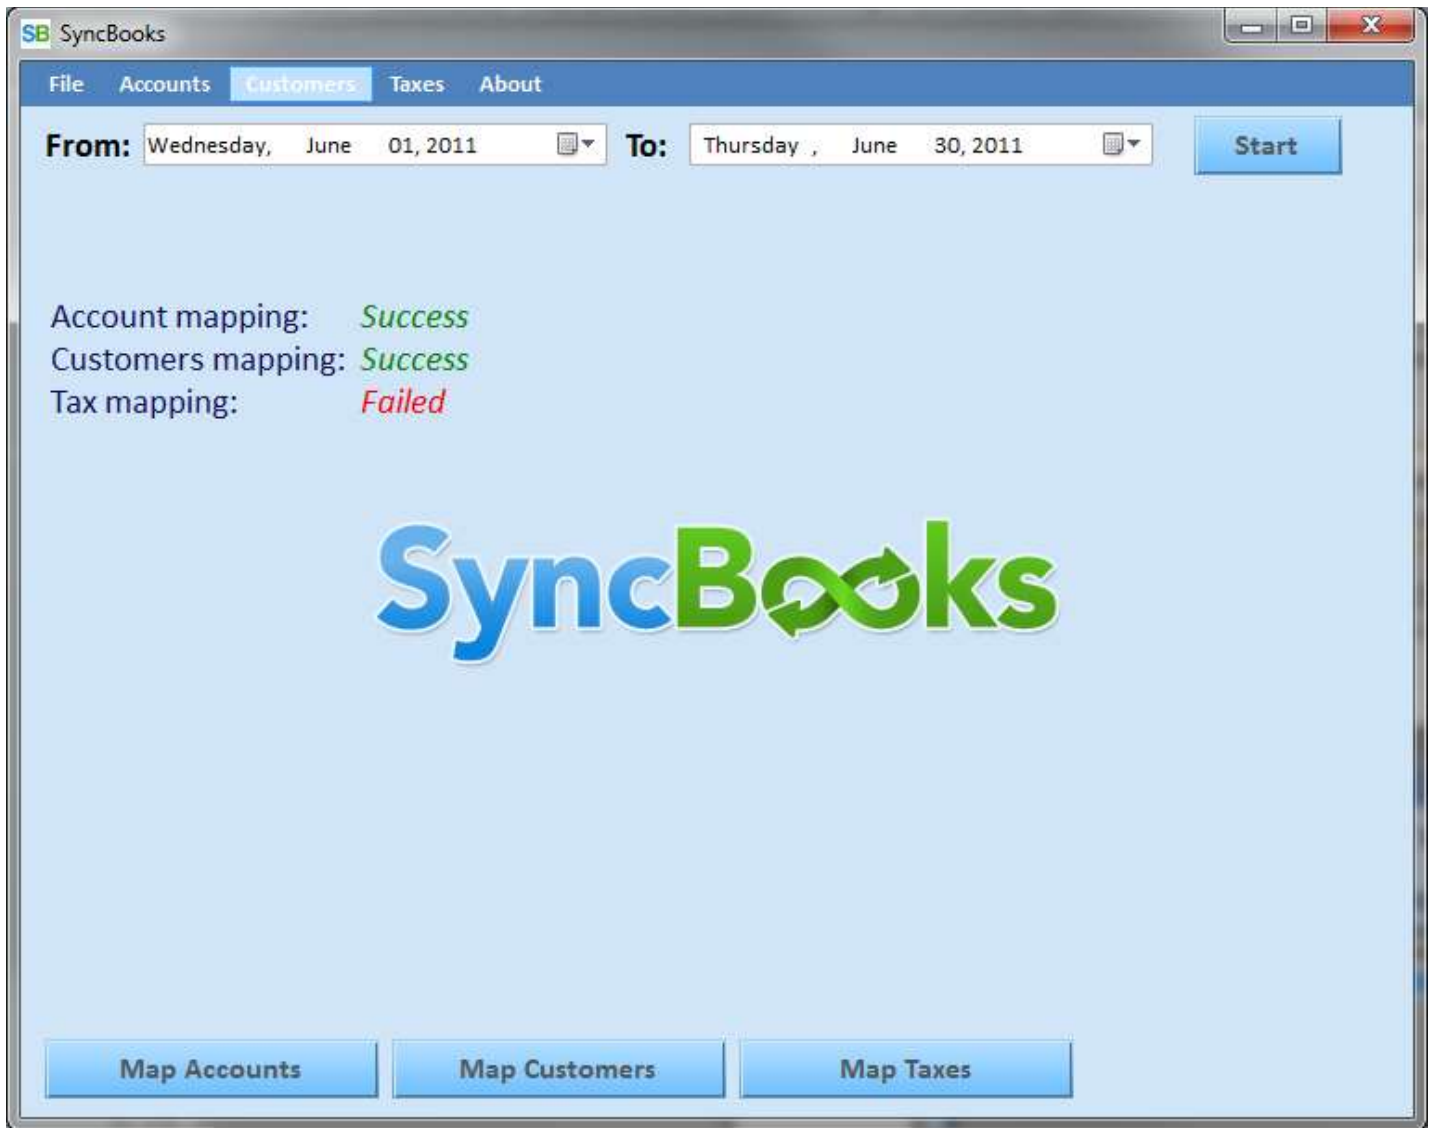 SB SyncBooks
File Accounts Customers Taxes About
From: Wednesday, June 01, 2011 To: Thursday , June 30, 2011 Start
Account mapping: Success
Customers mapping: Success
Tax mapping: Failed
SyncBooks
Map Accounts Map Customers Map Taxes